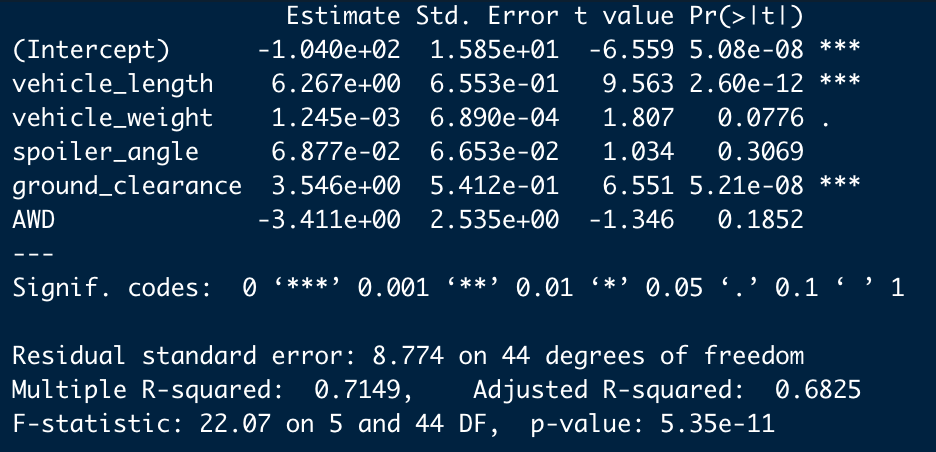 Estimate Std. Error t value Pr(>|t|)
(Intercept)      -1.040e+02  1.585e+01  -6.559 5.08e-08 ***
vehicle_length    6.267e+00  6.553e-01   9.563 2.60e-12 ***
vehicle_weight    1.245e-03  6.890e-04   1.807   0.0776 .
spoiler_angle     6.877e-02  6.653e-02   1.034   0.3069
ground_clearance  3.546e+00  5.412e-01   6.551 5.21e-08 ***
AWD              -3.411e+00  2.535e+00  -1.346   0.1852
---
Signif. codes:  0 ‘***’ 0.001 ‘**’ 0.01 ‘*’ 0.05 ‘.’ 0.1 ‘ ’ 1
Residual standard error: 8.774 on 44 degrees of freedom
Multiple R-squared:  0.7149,    Adjusted R-squared:  0.6825
F-statistic: 22.07 on 5 and 44 DF,  p-value: 5.35e-11